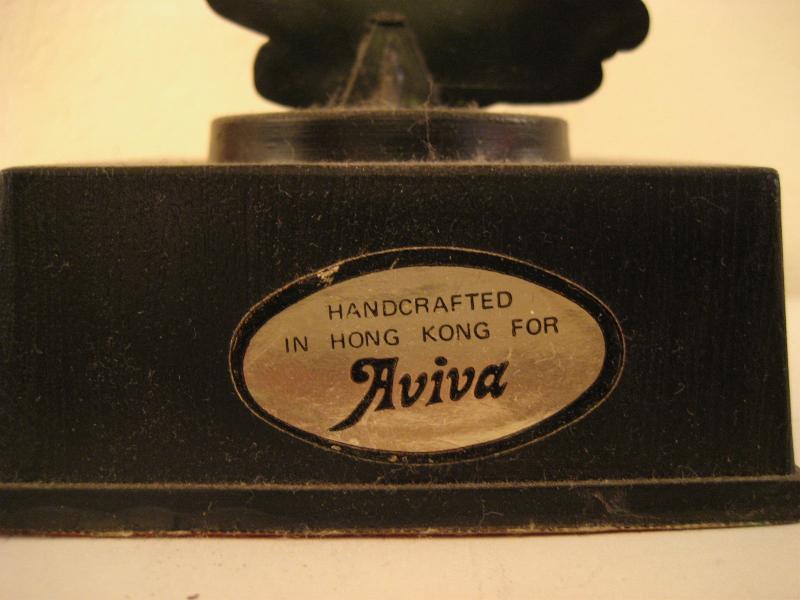 HANDCRAFTED
IN HONG KONG FOR
Aviva